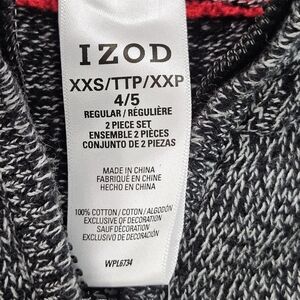 IZOD
XXS/TTP/XXP
4/5
REGULAR / RÉGULIÈRE
2 PIECE SET
ENSEMBLE 2 PIÈCES
CONJUNTO DE 2 PIEZAS
MADE IN CHINA
FABRIQUÉ EN CHINE
HECHO EN CHINA
100% COTTON / COTON / ALGODÓN
EXCLUSIVE OF DECORATION
SAUF DÉCORATION
EXCLUSIVO DE DECORACIÓN
WPL6734